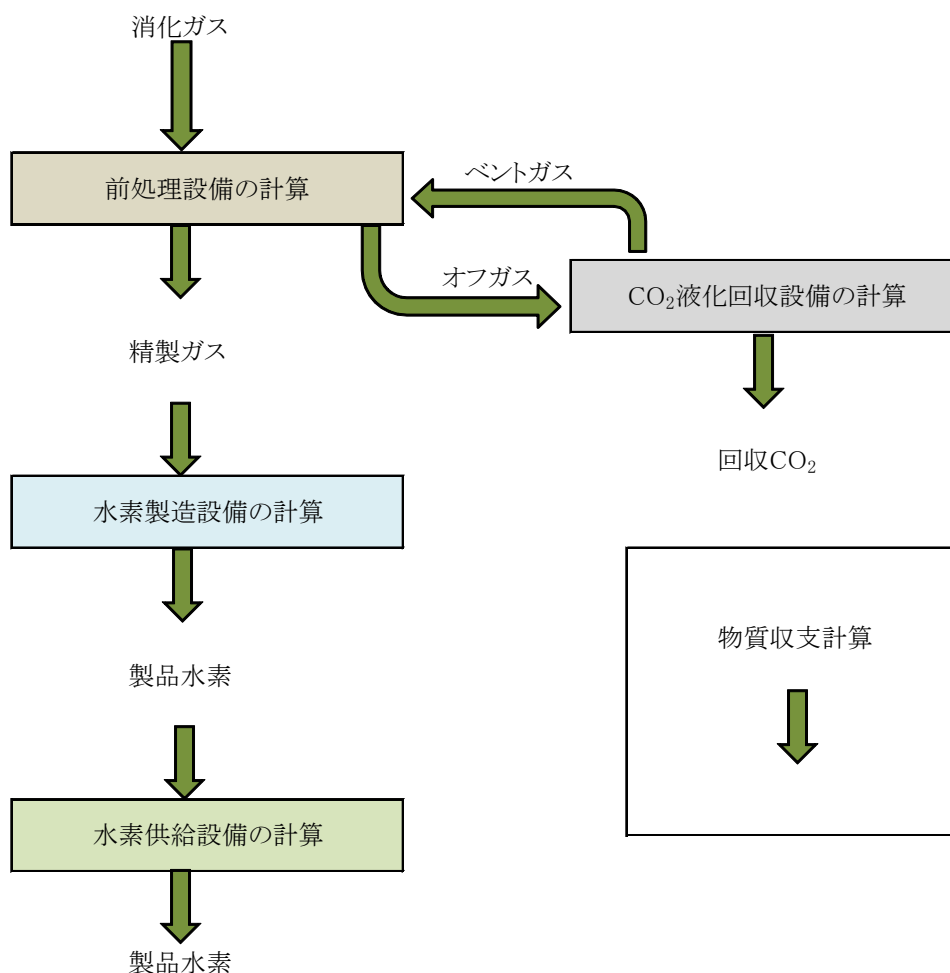 消化ガス
前処理設備の計算
ベントガス
オフガス
CO₂液化回収設備の計算
精製ガス
回収CO₂
水素製造設備の計算
物質収支計算
製品水素
水素供給設備の計算
製品水素